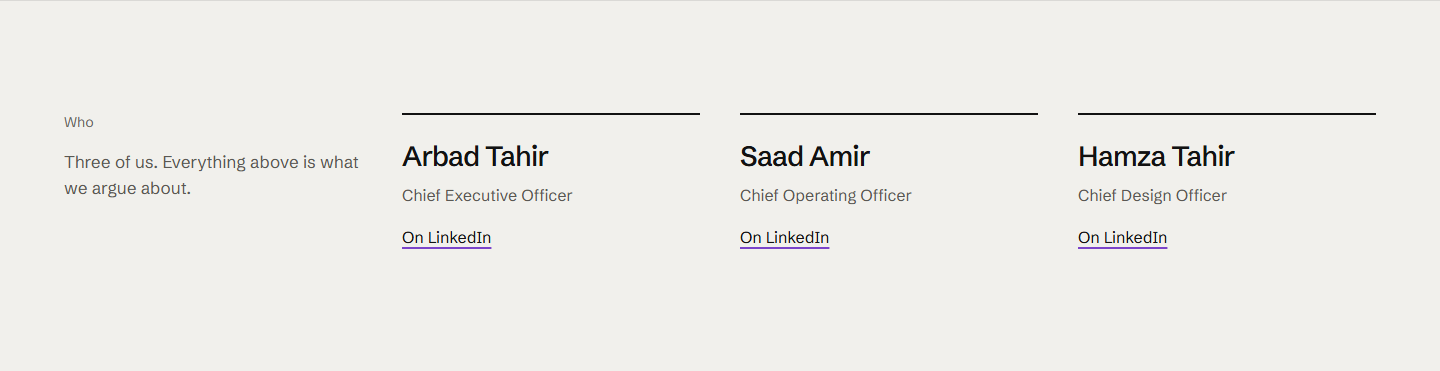 Who
Three of us. Everything above is what
we argue about.
Arbad Tahir
Chief Executive Officer
On LinkedIn
Saad Amir
Chief Operating Officer
On LinkedIn
Hamza Tahir
Chief Design Officer
On LinkedIn